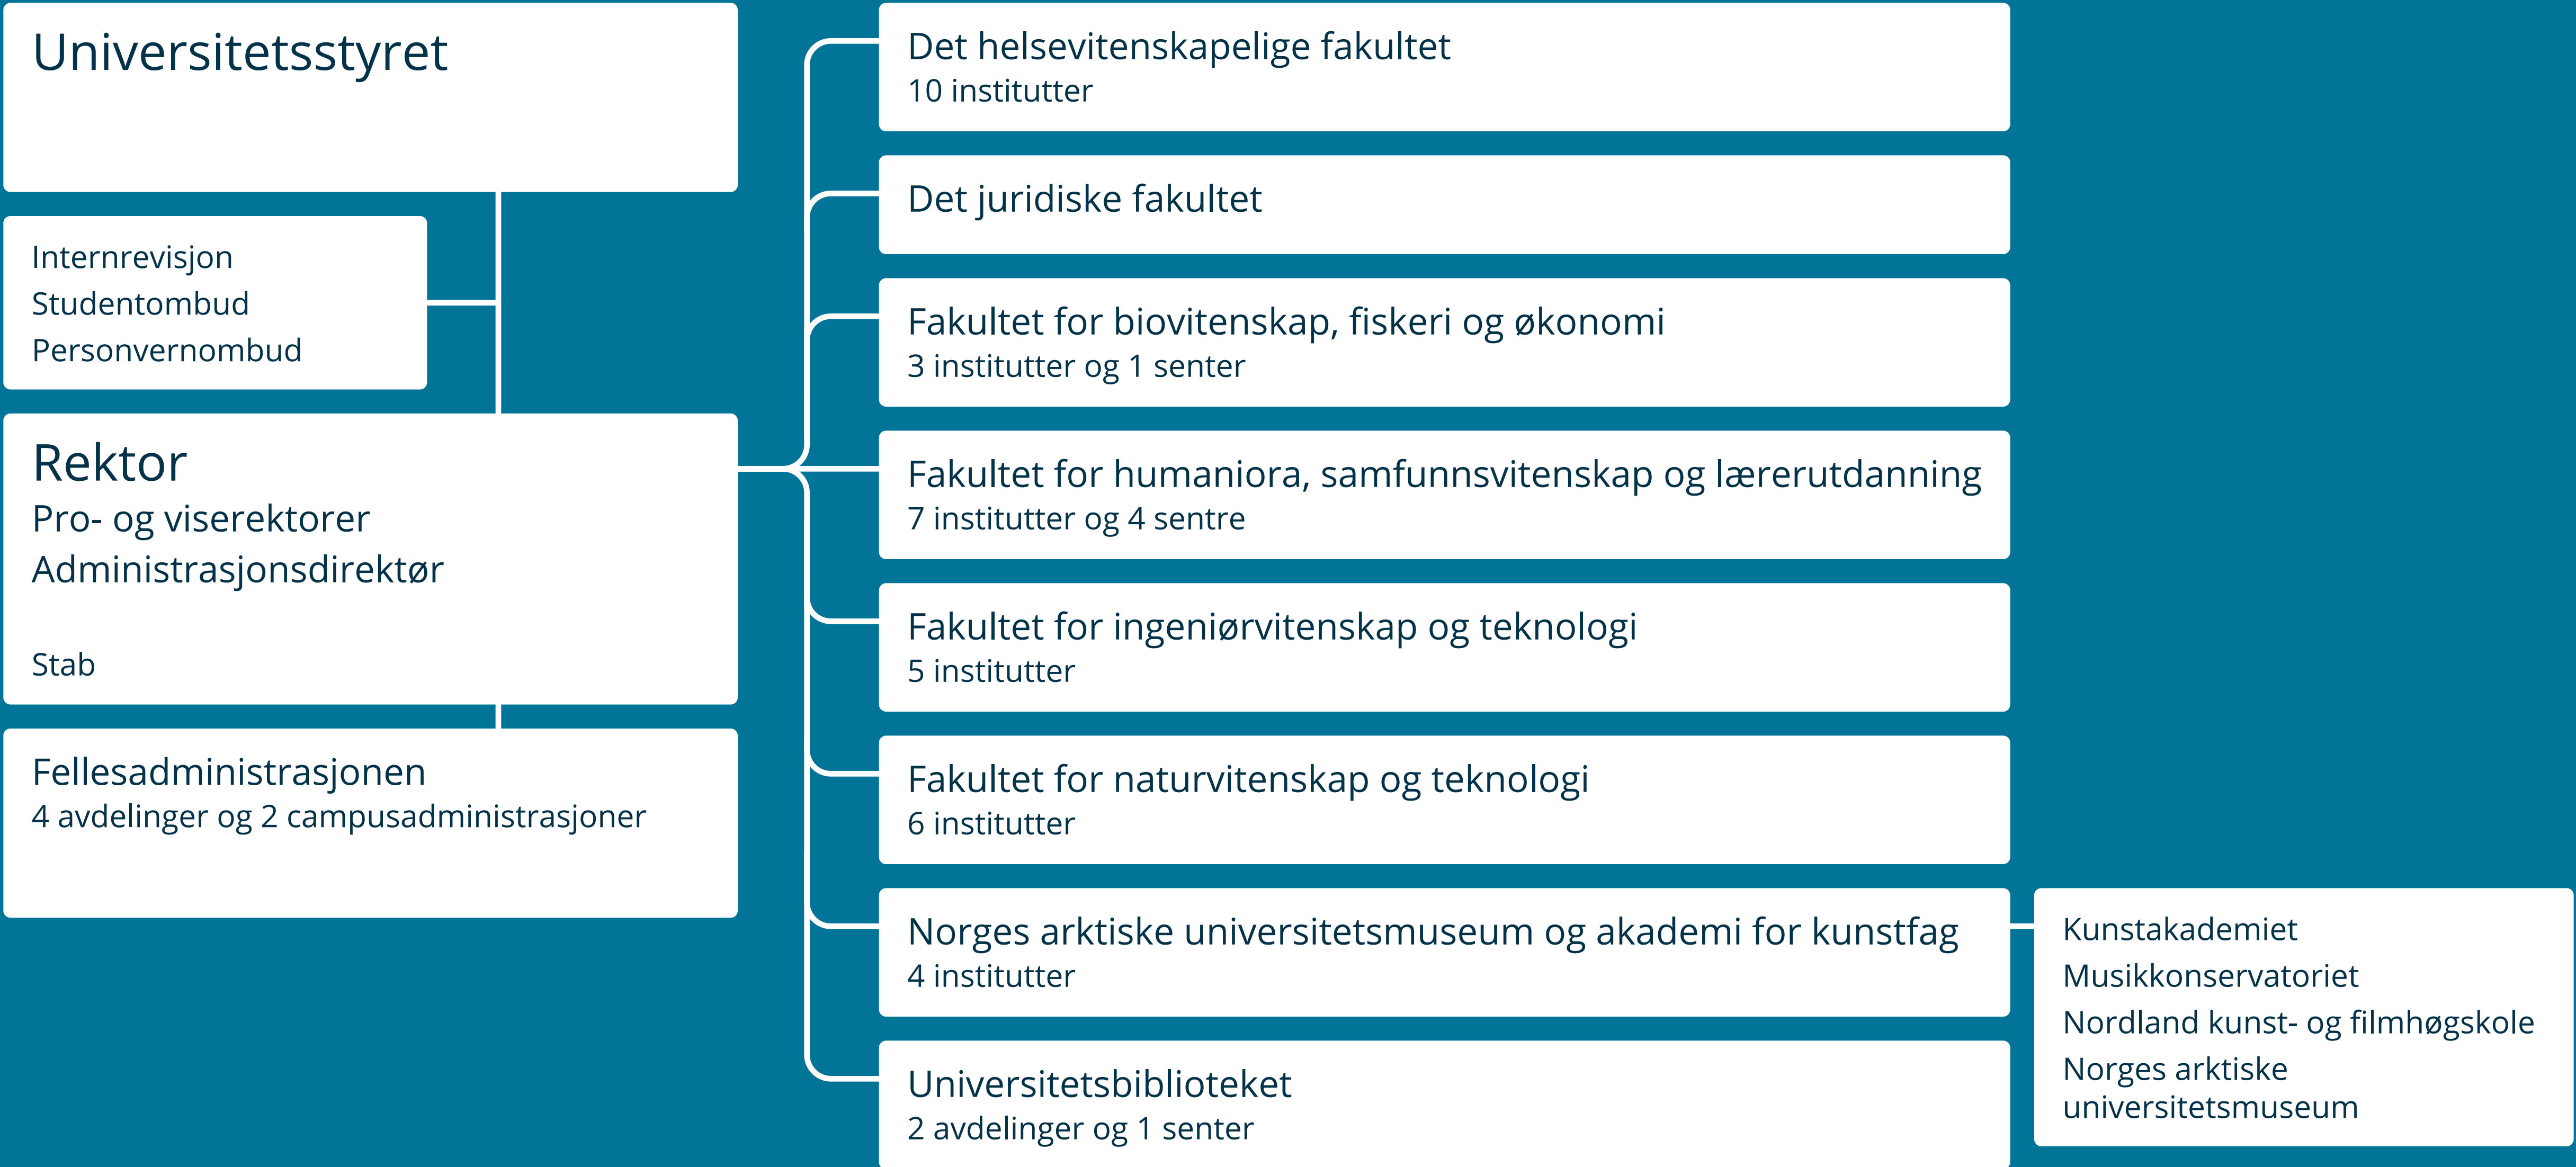 Universitetsstyret
Internrevisjon
Studentombud
Personvernombud
Rektor
Pro- og viserektorer
Administrasjonsdirektør
Stab
Fellesadministrasjonen
4 avdelinger og 2 campusadministrasjoner
Det helsevitenskapelige fakultet
10 institutter
Det juridiske fakultet
Fakultet for biovitenskap, fiskeri og økonomi
3 institutter og 1 senter
Fakultet for humaniora, samfunnsvitenskap og lærerutdanning
7 institutter og 4 sentre
Fakultet for ingeniørvitenskap og teknologi
5 institutter
Fakultet for naturvitenskap og teknologi
6 institutter
Norges arktiske universitetsmuseum og akademi for kunstfag
4 institutter
Universitetsbiblioteket
2 avdelinger og 1 senter
Kunstakademiet
Musikkonservatoriet
Nordland kunst- og filmhøgskole
Norges arktiske
universitetsmuseum